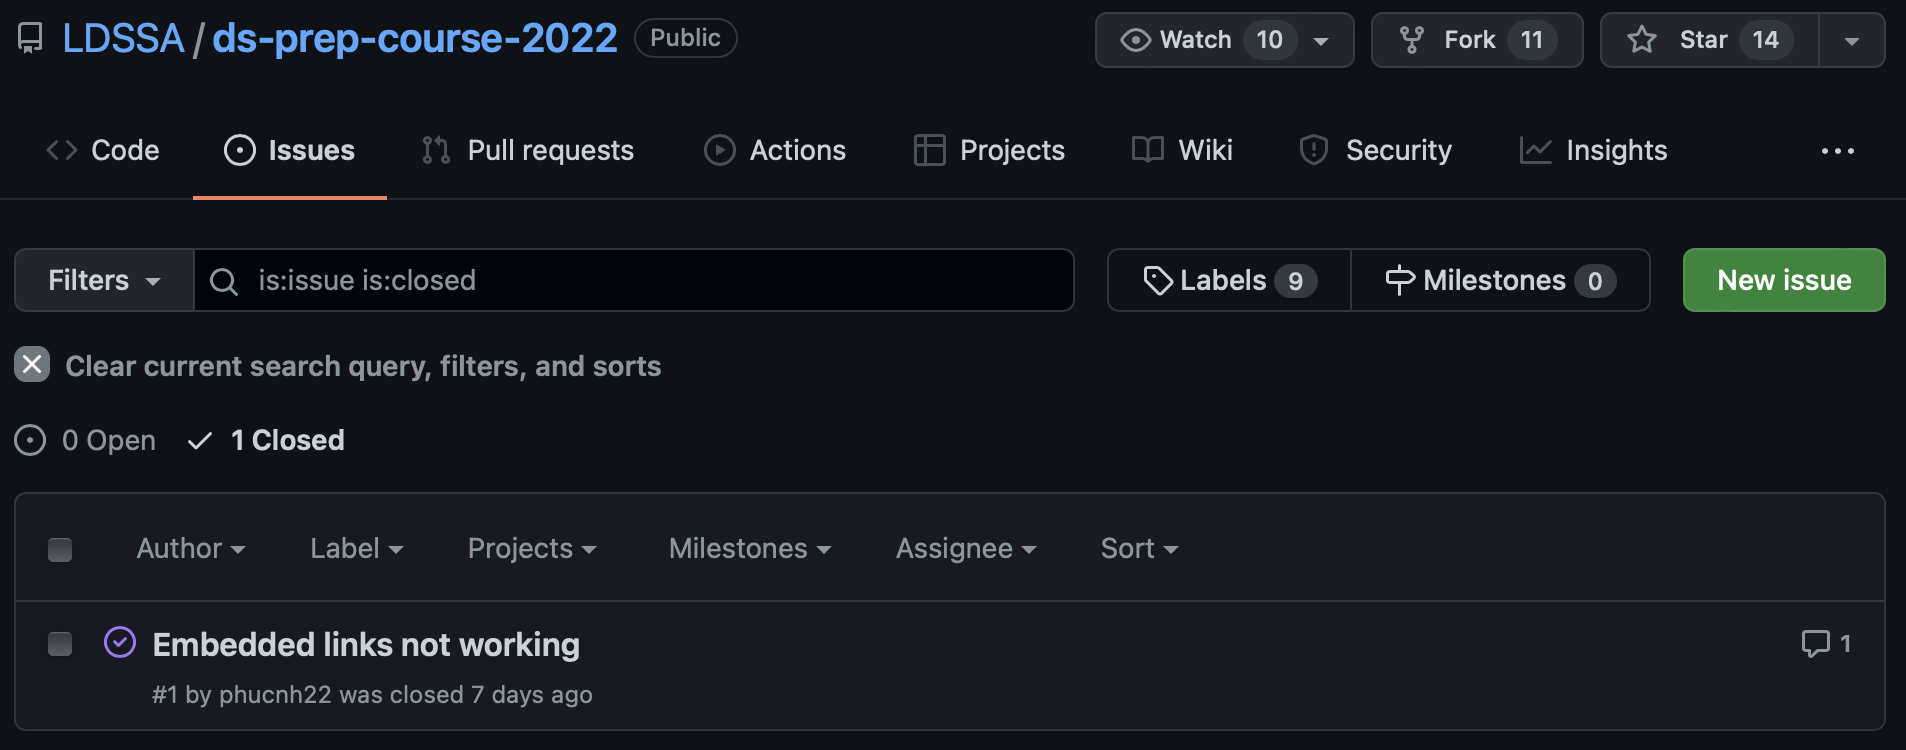 LDSSA / ds-prep-course-2022 Public Watch 10 Fork 11 Star 14
Code Issues Pull requests Actions Projects Wiki Security Insights ...
Filters is:issue is:closed Labels 9 Milestones 0 New issue
Clear current search query, filters, and sorts
0 Open 1 Closed
Author Label Projects Milestones Assignee Sort
Embedded links not working 1
#1 by phucnh22 was closed 7 days ago